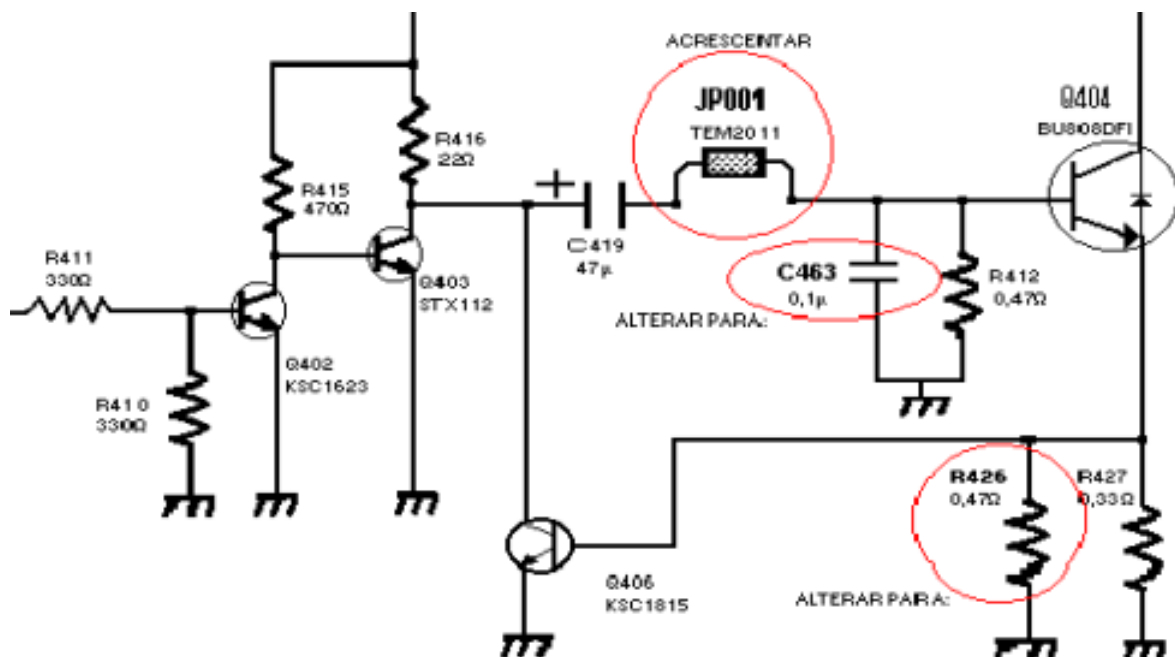 ACRESCEINTAR
JP001
TEM2011
Q404
BU808DFI
R416
22Ω
R415
470Ω
C419
47µ
R411
330Ω
Q403
STX112
C463
0,1µ
R412
0,47Ω
ALTERAR PARA:
Q402
KSC1623
R410
330Ω
R426
0,47Ω
R427
0,33Ω
Q406
KSC1815
ALTERAR PARA: